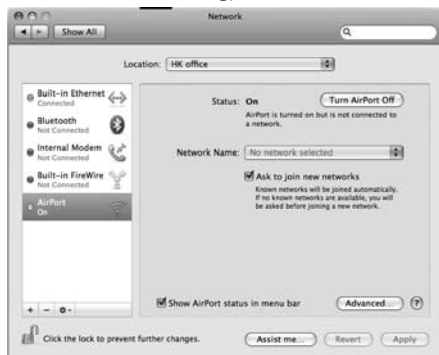 Network
Show All
Location: HK office
Built-in Ethernet
Connected
Bluetooth
Not Connected
Internal Modem
Not Connected
Built-in FireWire
Not Connected
AirPort
On
Status: On
Turn AirPort Off
AirPort is turned on but is not connected to
a network.
Network Name: No network selected
Ask to join new networks
Known networks will be joined automatically.
If no known networks are available, you will
be asked before joining a new network.
Show AirPort status in menu bar
Advanced...
?
Click the lock to prevent further changes.
Assist me...
Revert
Apply